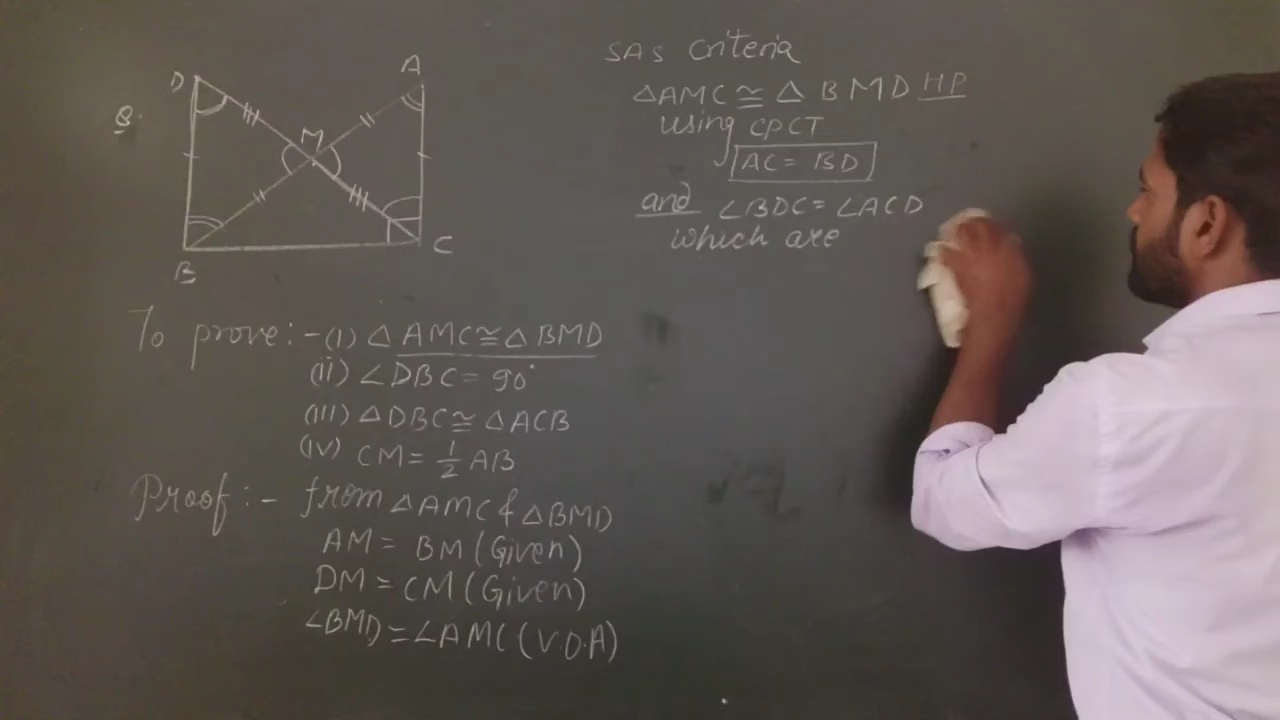 8.
D
A
M
B
C
To prove:-(i) △AMC≅△BMD
(ii) ∠DBC=90°
(iii) △DBC≅△ACB
(iv) CM=1/2 AB
Proof:- from △AMC & △BMD
AM= BM(Given)
DM=CM(Given)
∠BMD=∠AMC(V.O.A)
SAS Criteria
△AMC≅△BMD HP
using CPCT
AC=BD
and ∠BDC=∠ACD
which are